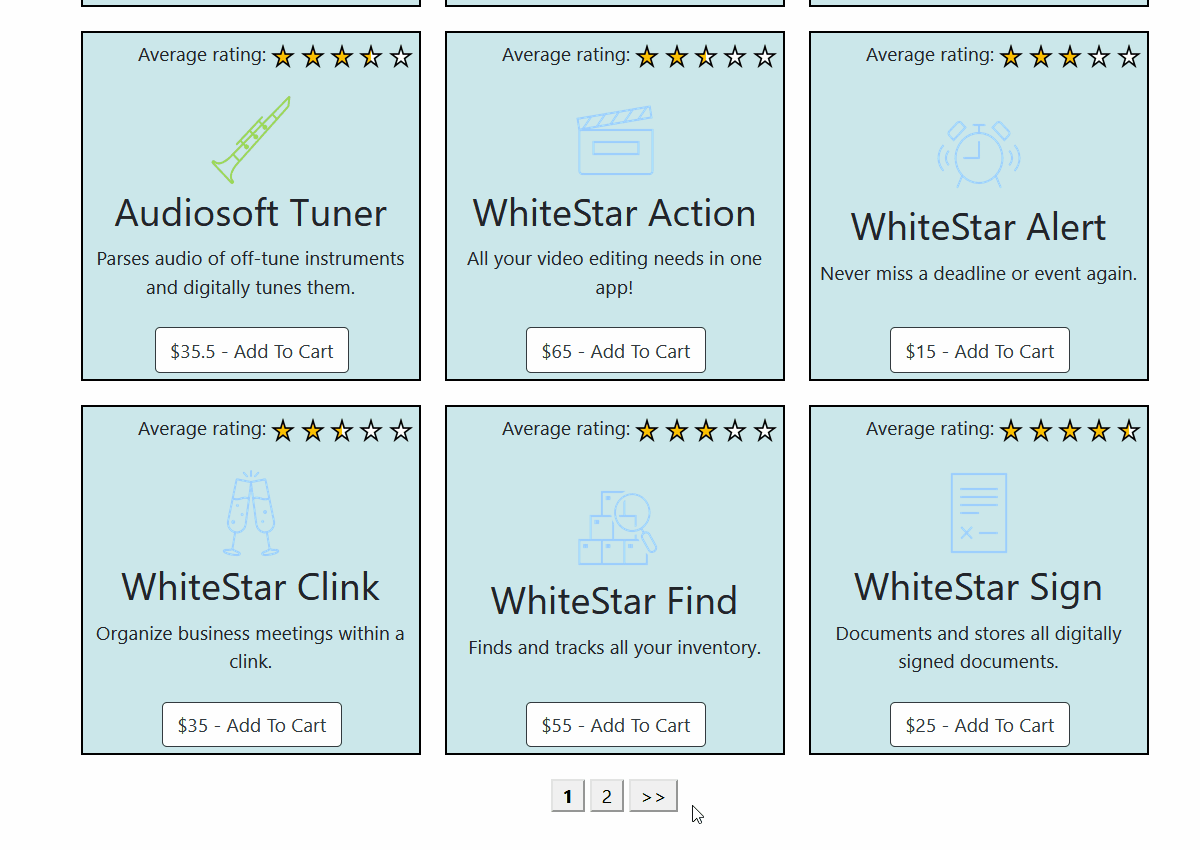 Average rating:
Audiosoft Tuner
Parses audio of off-tune instruments
and digitally tunes them.
$35.5 - Add To Cart
Average rating:
WhiteStar Action
All your video editing needs in one
app!
$65 - Add To Cart
Average rating:
WhiteStar Alert
Never miss a deadline or event again.
$15 - Add To Cart
Average rating:
WhiteStar Clink
Organize business meetings within a
clink.
$35 - Add To Cart
Average rating:
WhiteStar Find
Finds and tracks all your inventory.
$55 - Add To Cart
Average rating:
WhiteStar Sign
Documents and stores all digitally
signed documents.
$25 - Add To Cart
1 2 >>